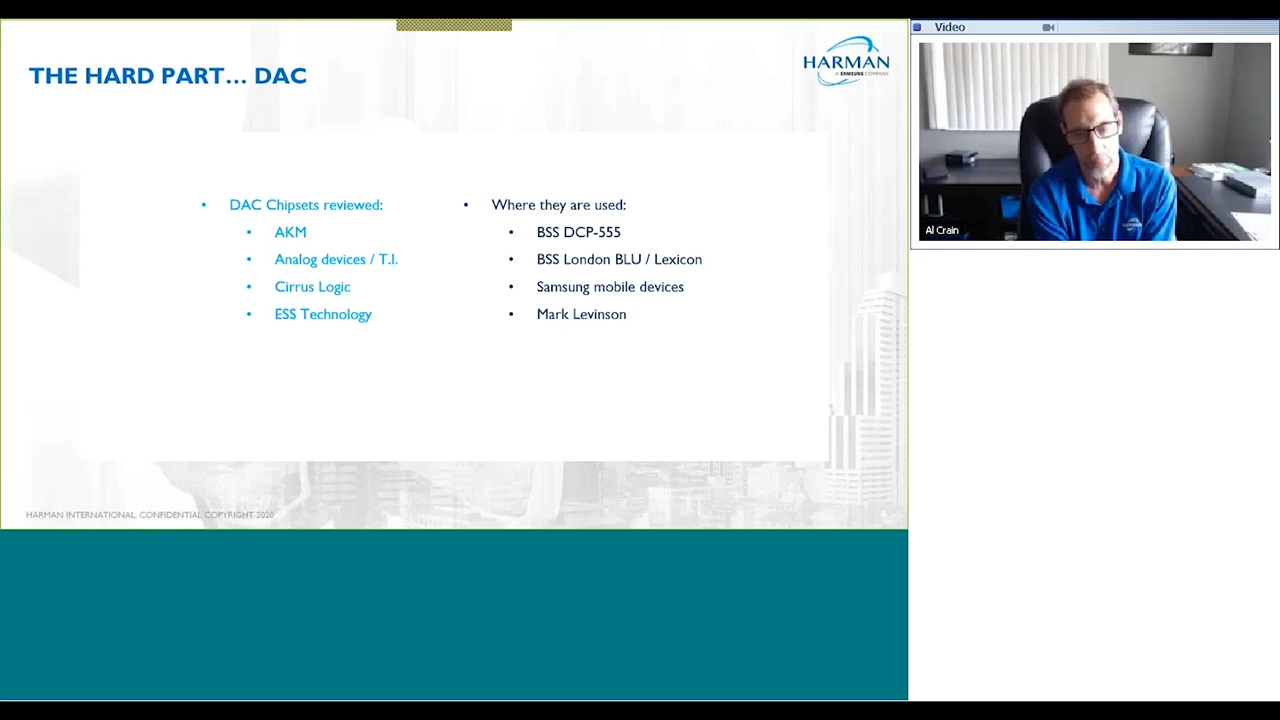 THE HARD PART… DAC
HARMAN
A SAMSUNG COMPANY
• DAC Chipsets reviewed:
• AKM
• Analog devices / T.I.
• Cirrus Logic
• ESS Technology
• Where they are used:
• BSS DCP-555
• BSS London BLU / Lexicon
• Samsung mobile devices
• Mark Levinson
HARMAN INTERNATIONAL. CONFIDENTIAL. COPYRIGHT 2020
Video
Al Crain